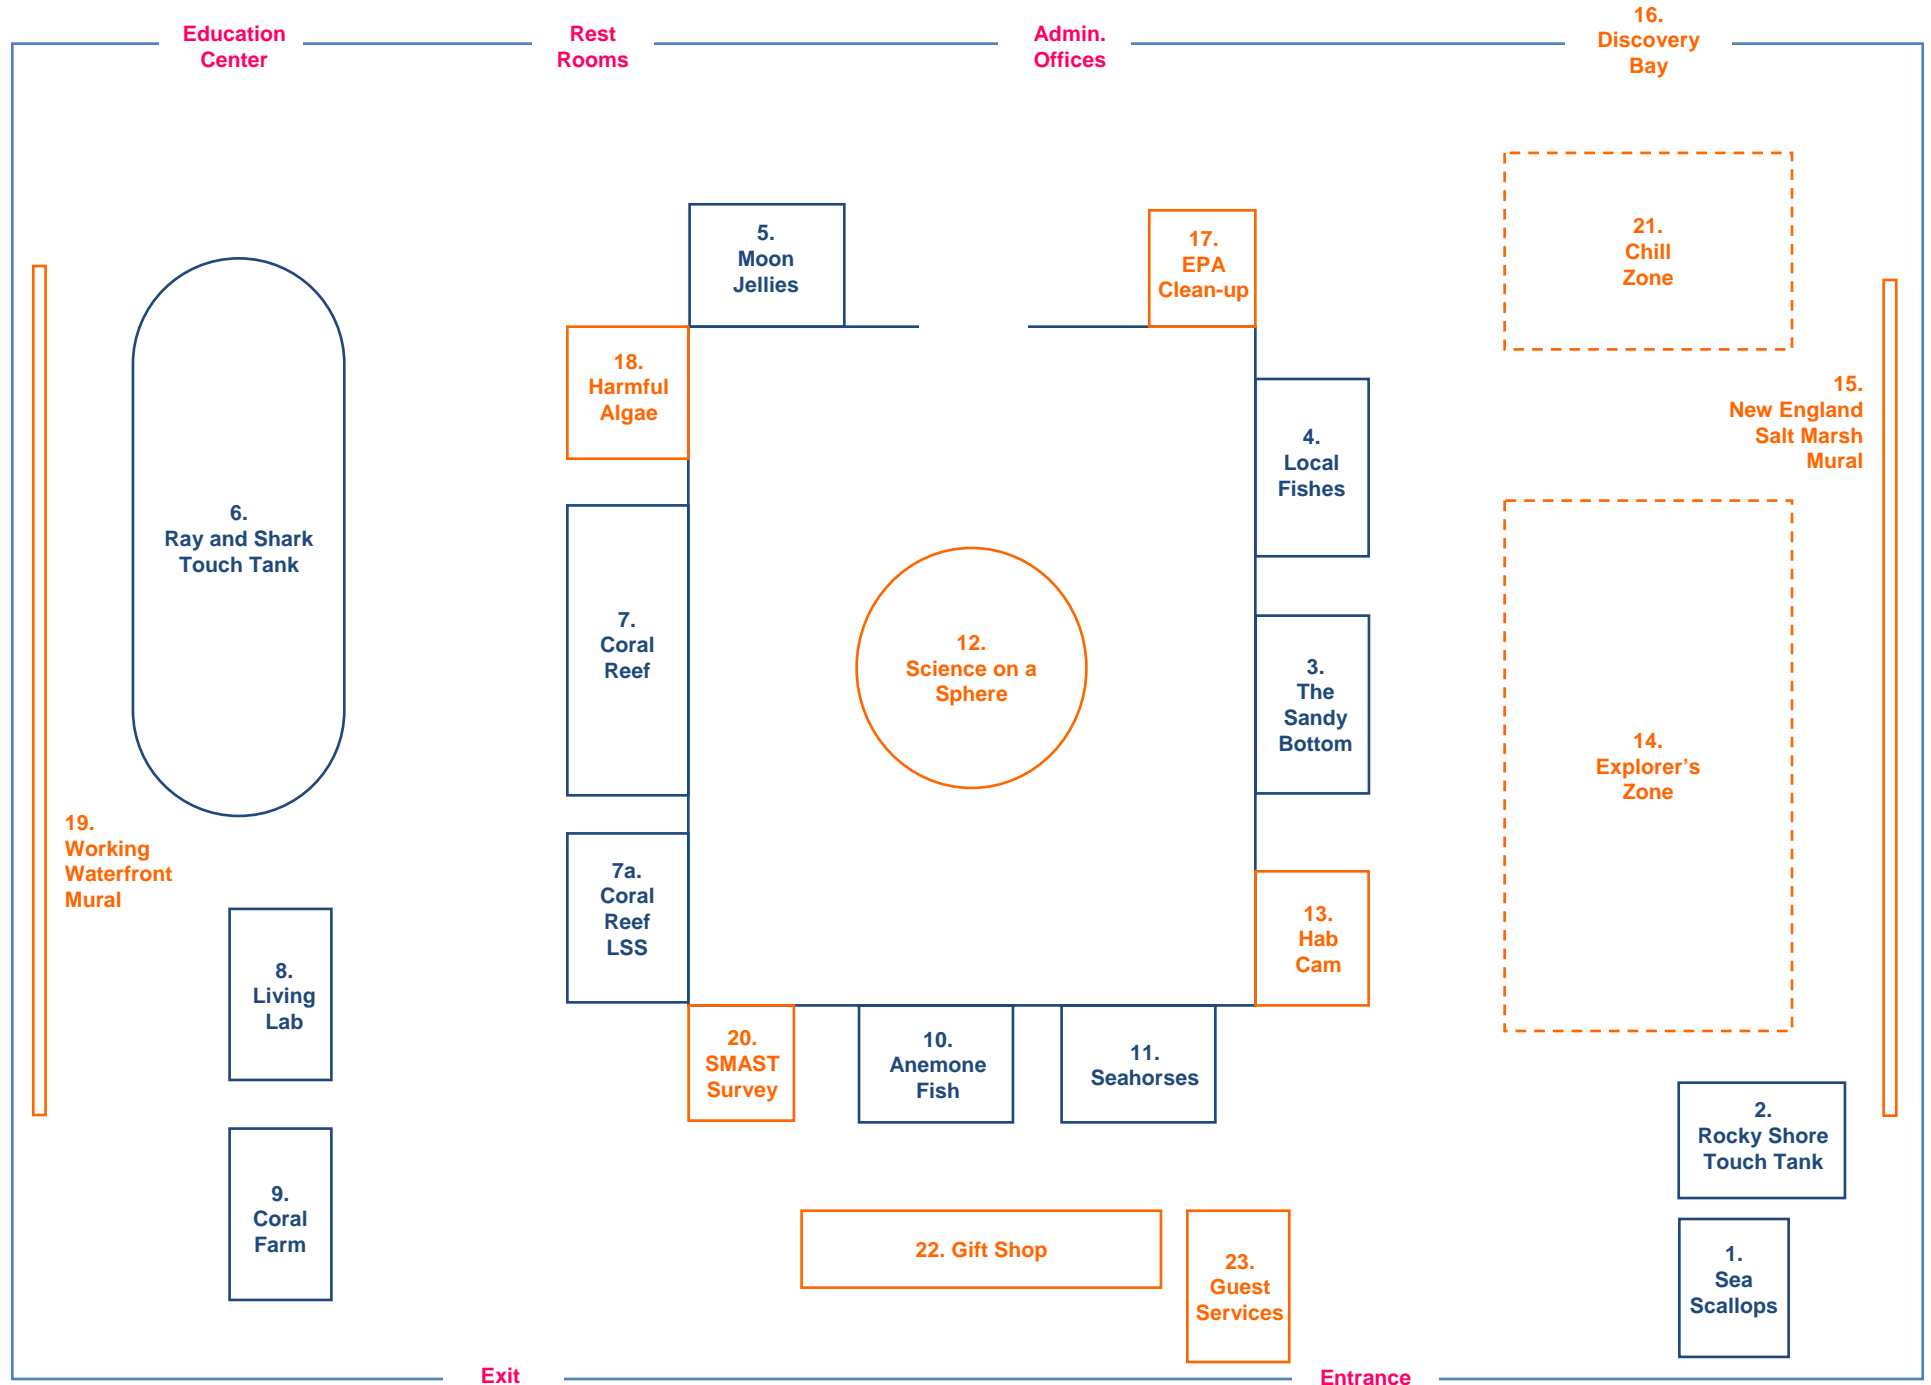 Education
Center
Rest
Rooms
Admin.
Offices
16.
Discovery
Bay
5.
Moon
Jellies
17.
EPA
Clean-up
21.
Chill
Zone
18.
Harmful
Algae
15.
New England
Salt Marsh
Mural
4.
Local
Fishes
6.
Ray and Shark
Touch Tank
7.
Coral
Reef
12.
Science on a
Sphere
3.
The
Sandy
Bottom
14.
Explorer’s
Zone
19.
Working
Waterfront
Mural
7a.
Coral
Reef
LSS
13.
Hab
Cam
8.
Living
Lab
20.
SMAST
Survey
10.
Anemone
Fish
11.
Seahorses
2.
Rocky Shore
Touch Tank
9.
Coral
Farm
22. Gift Shop
23.
Guest
Services
1.
Sea
Scallops
Exit
Entrance